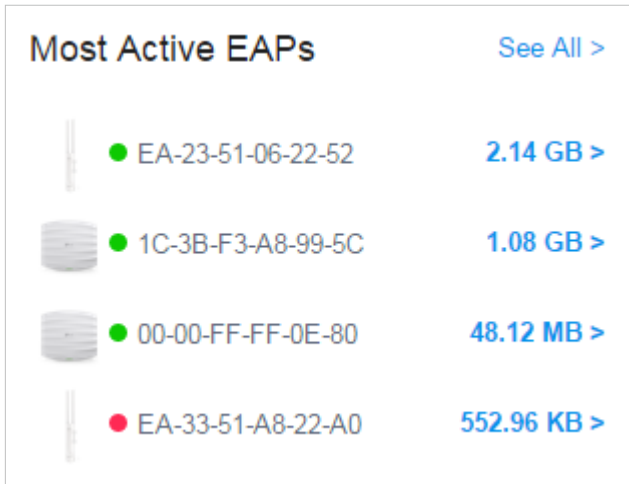 Most Active EAPs See All >
EA-23-51-06-22-52 2.14 GB >
1C-3B-F3-A8-99-5C 1.08 GB >
00-00-FF-FF-0E-80 48.12 MB >
EA-33-51-A8-22-A0 552.96 KB >